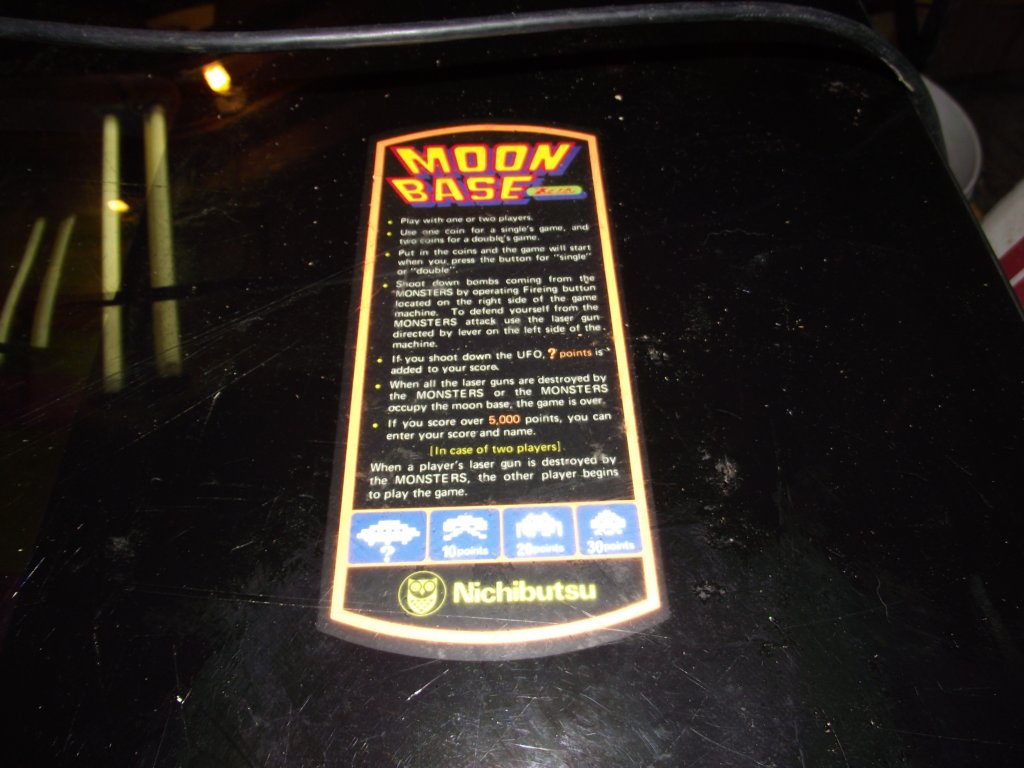 MOON
BASE
• Play with one or two players.
• Use one coin for a single's game, and
two coins for a double's game.
• Put in the coins and the game will start
when you press the button for "single"
or "double".
• Shoot down bombs coming from the
MONSTERS by operating Fireing button
located on the right side of the game
machine. To defend yourself from the
MONSTERS attack use the laser gun
directed by lever on the left side of the
machine.
• If you shoot down the UFO, ? points is
added to your score.
• When all the laser guns are destroyed by
the MONSTERS or the MONSTERS
occupy the moon base, the game is over.
• If you score over 5,000 points, you can
enter your score and name.
[In case of two players]
When a player's laser gun is destroyed by
the MONSTERS, the other player begins
to play the game.
? 10points 20points 30points
Nichibutsu